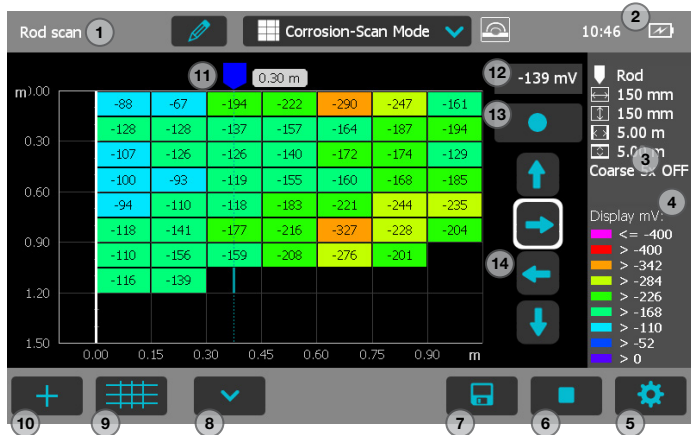 Rod scan 1
Corrosion-Scan Mode
10:46
2
11
0.30 m
12
-139 mV
Rod
150 mm
150 mm
5.00 m
5.0 m
3
Coarse 5x OFF
13
m
0.00
-88 -67 -194 -222 -290 -247 -161
-128 -128 -137 -157 -164 -187 -194
0.30
-107 -126 -126 -140 -172 -174 -129
-100 -93 -119 -155 -160 -168 -185
0.60
-94 -110 -118 -183 -221 -244 -235
-118 -141 -177 -216 -327 -228 -204
0.90
-110 -156 -159 -208 -276 -201
-116 -139
1.20
1.50
0.00 0.15 0.30 0.45 0.60 0.75 0.90 m
14
4
Display mV:
<= -400
> -400
> -342
> -284
> -226
> -168
> -110
> -52
> 0
10
9
8
7
6
5